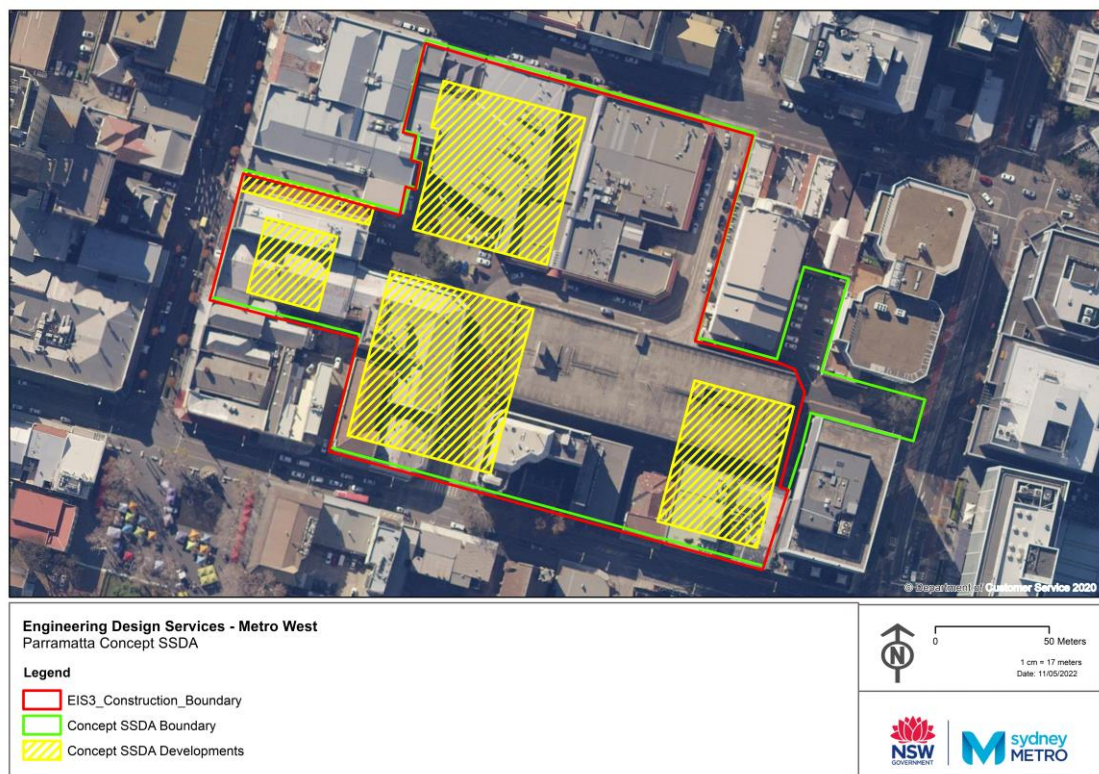 © Department of Customer Service 2020
Engineering Design Services - Metro West
Parramatta Concept SSDA
Legend
EIS3_Construction_Boundary
Concept SSDA Boundary
Concept SSDA Developments
N
0 50 Meters
1 cm = 17 meters
Date: 11/05/2022
NSW
GOVERNMENT
sydney
METRO